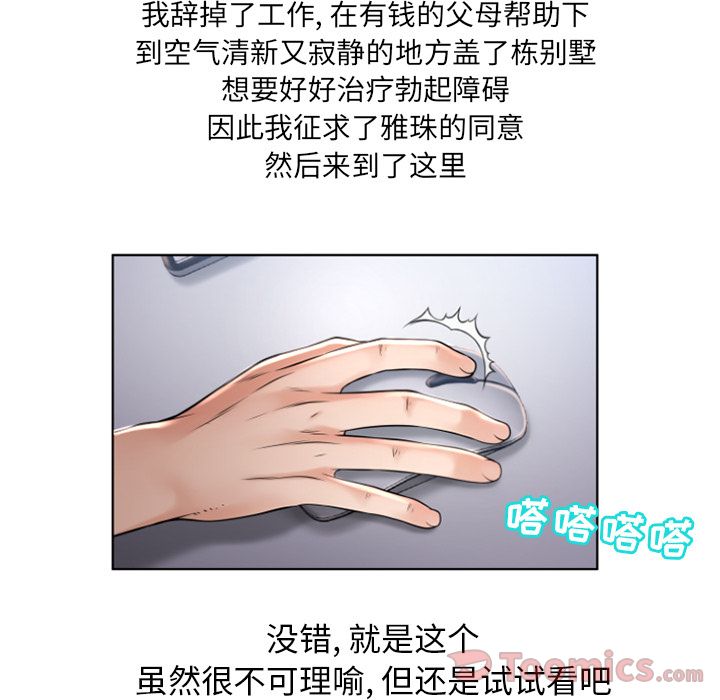 我辞掉了工作, 在有钱的父母帮助下
到空气清新又寂静的地方盖了栋别墅
想要好好治疗勃起障碍
因此我征求了雅珠的同意
然后来到了这里
嗒嗒嗒嗒
没错, 就是这个
虽然很不可理喻, 但还是试试看吧
Toomics.com